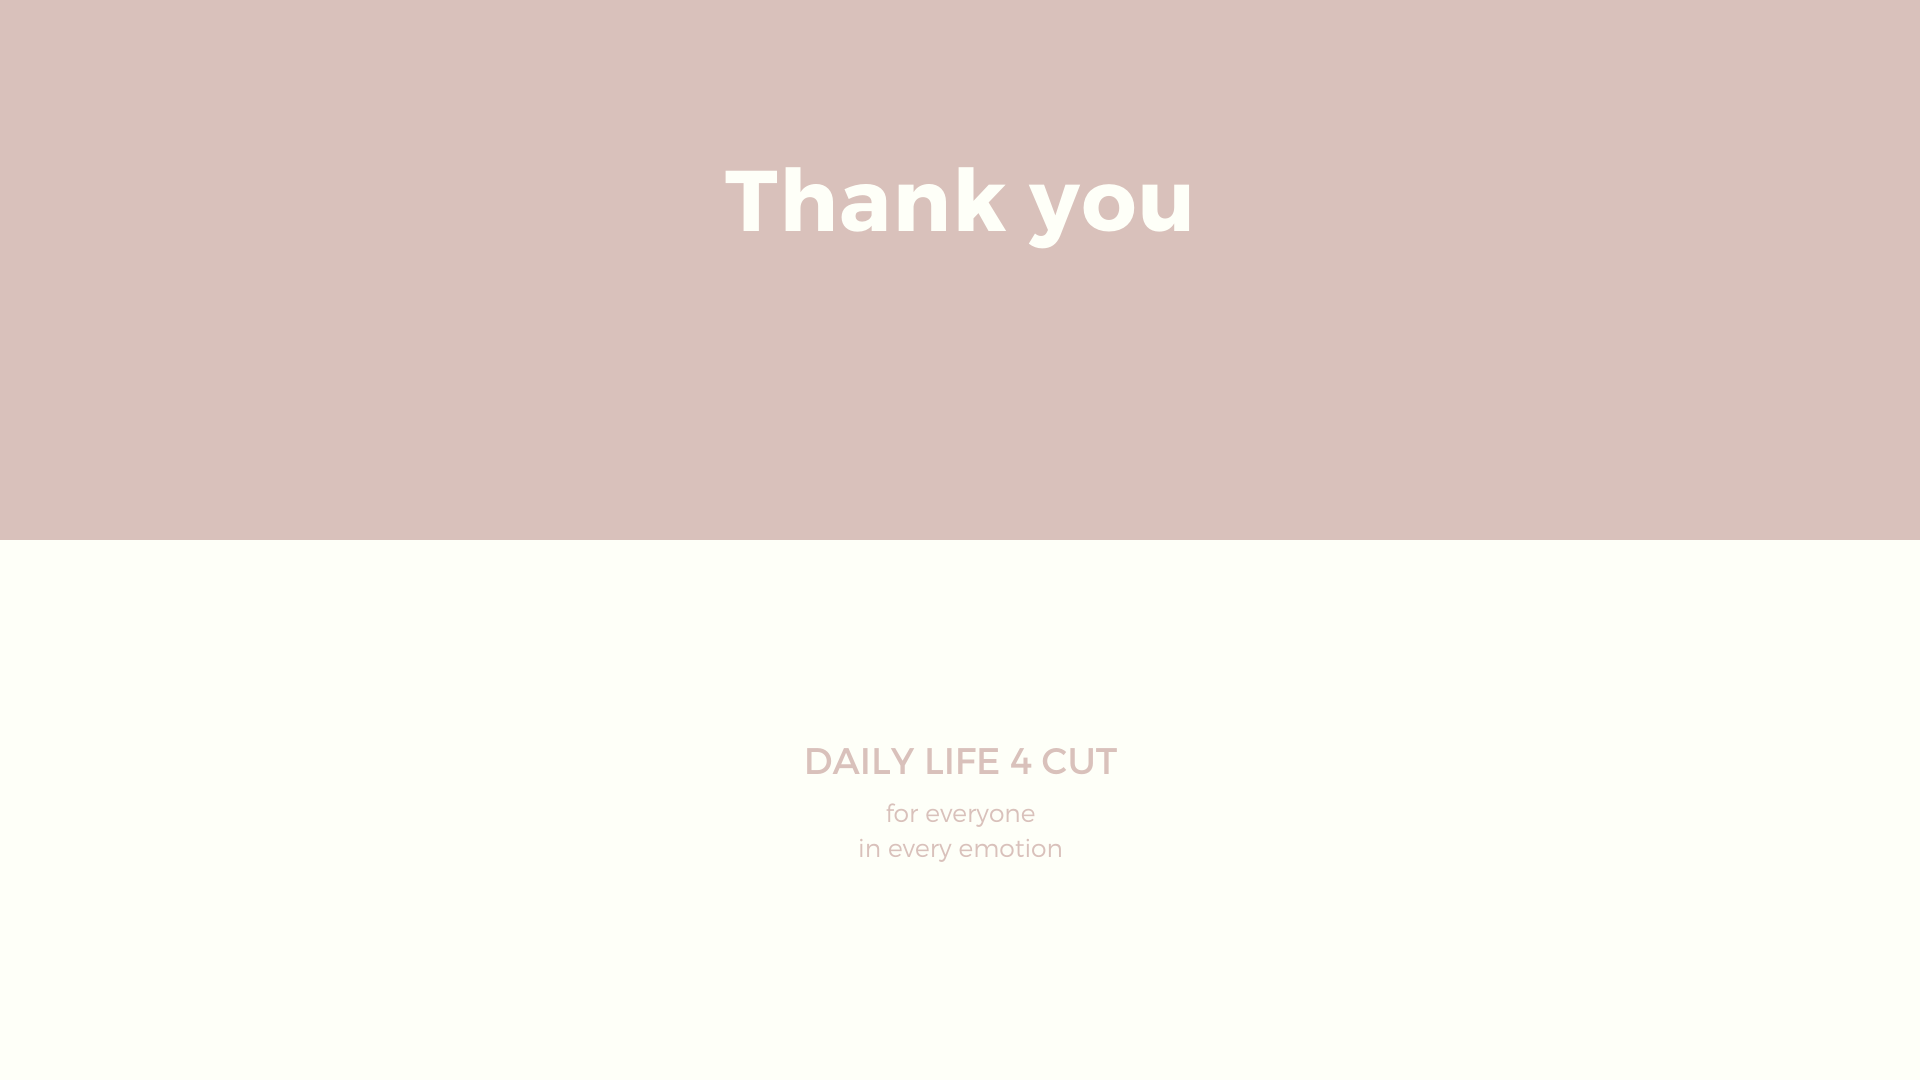 Thank you
DAILY LIFE 4 CUT
for everyone
in every emotion